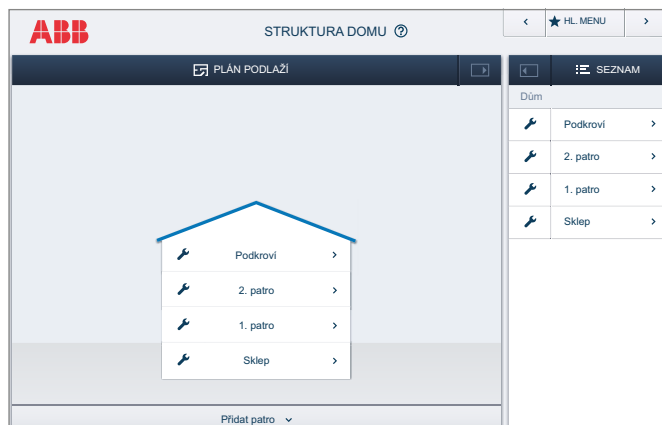 ABB
STRUKTURA DOMU ?
HL. MENU
PLÁN PODLAŽÍ
SEZNAM
Dům
Podkroví
2. patro
1. patro
Sklep
Podkroví
2. patro
1. patro
Sklep
Přidat patro